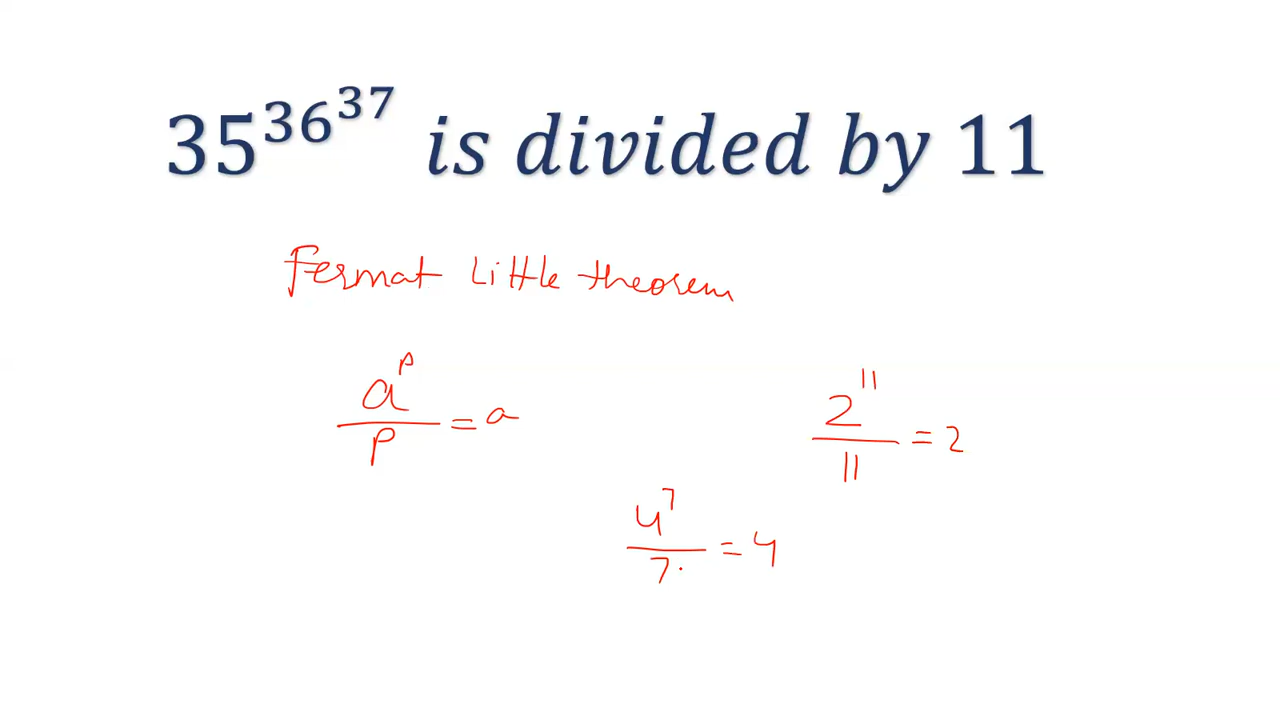 35^36^37 is divided by 11
Fermat Little theorem
a^p/p = a
2^11/11 = 2
4^7/7. = 4